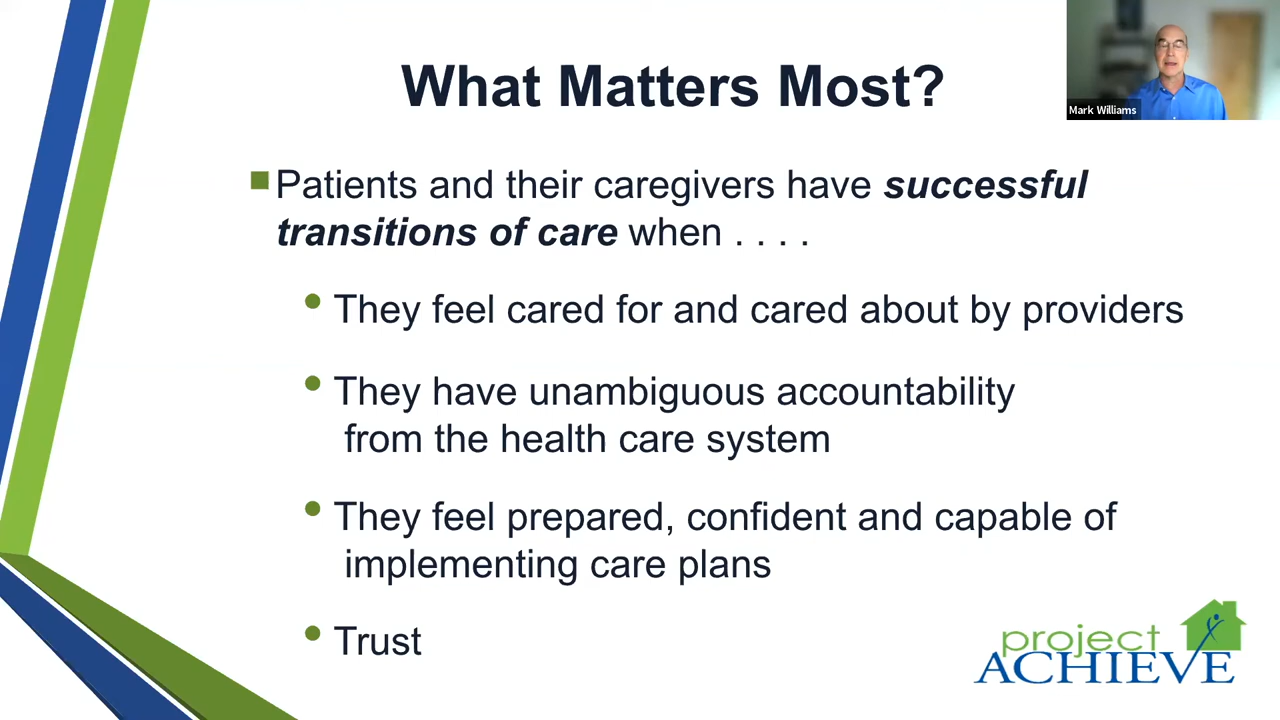 What Matters Most?
Mark Williams
Patients and their caregivers have successful
transitions of care when . . . .
They feel cared for and cared about by providers
They have unambiguous accountability
from the health care system
They feel prepared, confident and capable of
implementing care plans
Trust
project
ACHIEVE